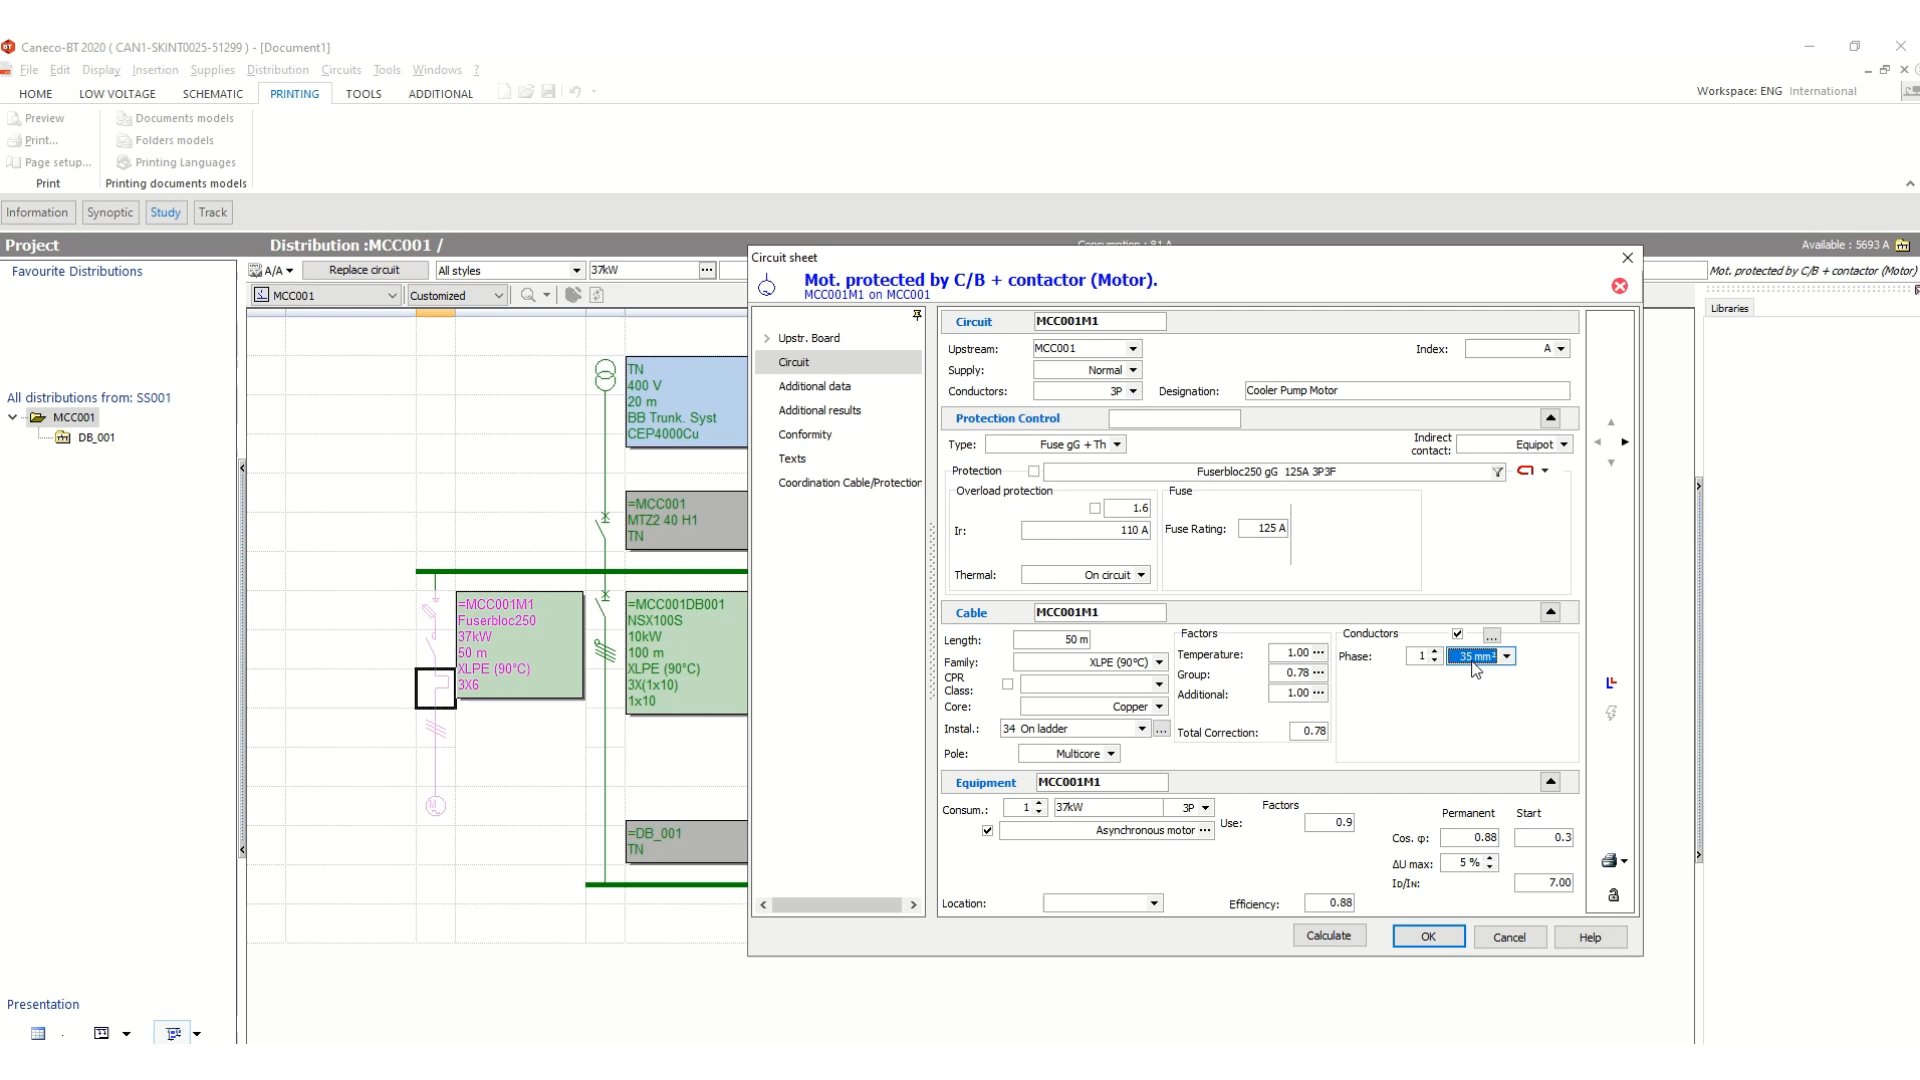 Caneco-BT 2020 ( CAN1-SKINT0025-51299 ) - [Document1]
File Edit Display Insertion Supplies Distribution Circuits Tools Windows ?
HOME LOW VOLTAGE SCHEMATIC PRINTING TOOLS ADDITIONAL
Workspace: ENG International
Preview
Documents models
Print...
Folders models
Page setup...
Printing Languages
Print
Printing documents models
Information Synoptic Study Track
Project
Distribution :MCC001 /
Available : 5693 A
Favourite Distributions
A/A
Replace circuit
All styles
37kW
...
MCC001
Customized
All distributions from: SS001
MCC001
DB_001
Presentation
TN
400 V
20 m
BB Trunk. Syst
CEP4000Cu
=MCC001
MTZ2 40 H1
TN
=MCC001M1
Fuserbloc250
37kW
50 m
XLPE (90°C)
3X6
M
=MCC001DB001
NSX100S
10kW
100 m
XLPE (90°C)
3X(1x10)
1x10
=DB_001
TN
Mot. protected by C/B + contactor (Motor)
Libraries
Circuit sheet
Mot. protected by C/B + contactor (Motor).
MCC001M1 on MCC001
Upstr. Board
Circuit
Additional data
Additional results
Conformity
Texts
Coordination Cable/Protection
Circuit MCC001M1
Upstream: MCC001
Index: A
Supply: Normal
Conductors: 3P
Designation: Cooler Pump Motor
Protection Control
Type: Fuse gG + Th
Indirect contact: Equipot
Protection
Fuserbloc250 gG 125A 3P3F
Overload protection
1.6
Ir: 110 A
Thermal: On circuit
Fuse
Fuse Rating: 125 A
Cable MCC001M1
Length: 50 m
Family: XLPE (90°C)
CPR Class:
Core: Copper
Instal.: 34 On ladder ...
Pole: Multicore
Factors
Temperature: 1.00 ...
Group: 0.78 ...
Additional: 1.00 ...
Total Correction: 0.78
Conductors ...
Phase: 1 35 mm²
Equipment MCC001M1
Consum.: 1 37kW 3P
Asynchronous motor ...
Factors
Use: 0.9
Permanent Start
Cos. φ: 0.88 0.3
ΔU max: 5 %
ID/IN: 7.00
Location:
Efficiency: 0.88
Calculate OK Cancel Help